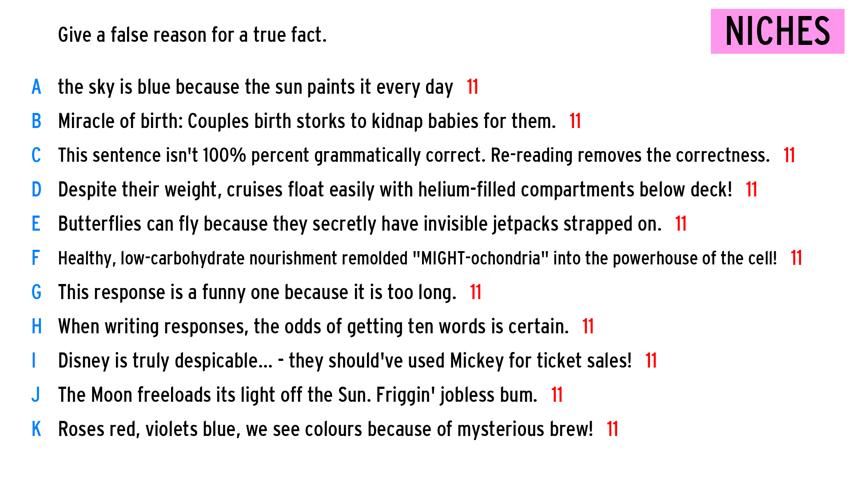 Give a false reason for a true fact.
NICHES
A the sky is blue because the sun paints it every day 11
B Miracle of birth: Couples birth storks to kidnap babies for them. 11
C This sentence isn't 100% percent grammatically correct. Re-reading removes the correctness. 11
D Despite their weight, cruises float easily with helium-filled compartments below deck! 11
E Butterflies can fly because they secretly have invisible jetpacks strapped on. 11
F Healthy, low-carbohydrate nourishment remolded "MIGHT-ochondria" into the powerhouse of the cell! 11
G This response is a funny one because it is too long. 11
H When writing responses, the odds of getting ten words is certain. 11
I Disney is truly despicable... - they should've used Mickey for ticket sales! 11
J The Moon freeloads its light off the Sun. Friggin' jobless bum. 11
K Roses red, violets blue, we see colours because of mysterious brew! 11